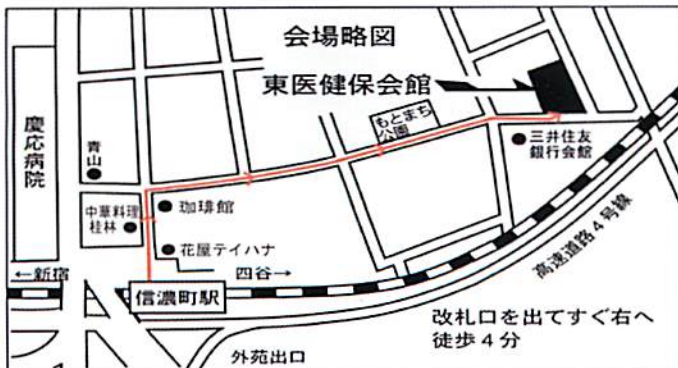 会場略図
東医健保会館
もとまち
公園
慶応病院
青山
三井住友
銀行会館
中華料理
桂林
珈琲館
花屋テイハナ
←新宿
四谷→
高速道路4号線
信濃町駅
改札口を出てすぐ右へ
徒歩4分
外苑出口